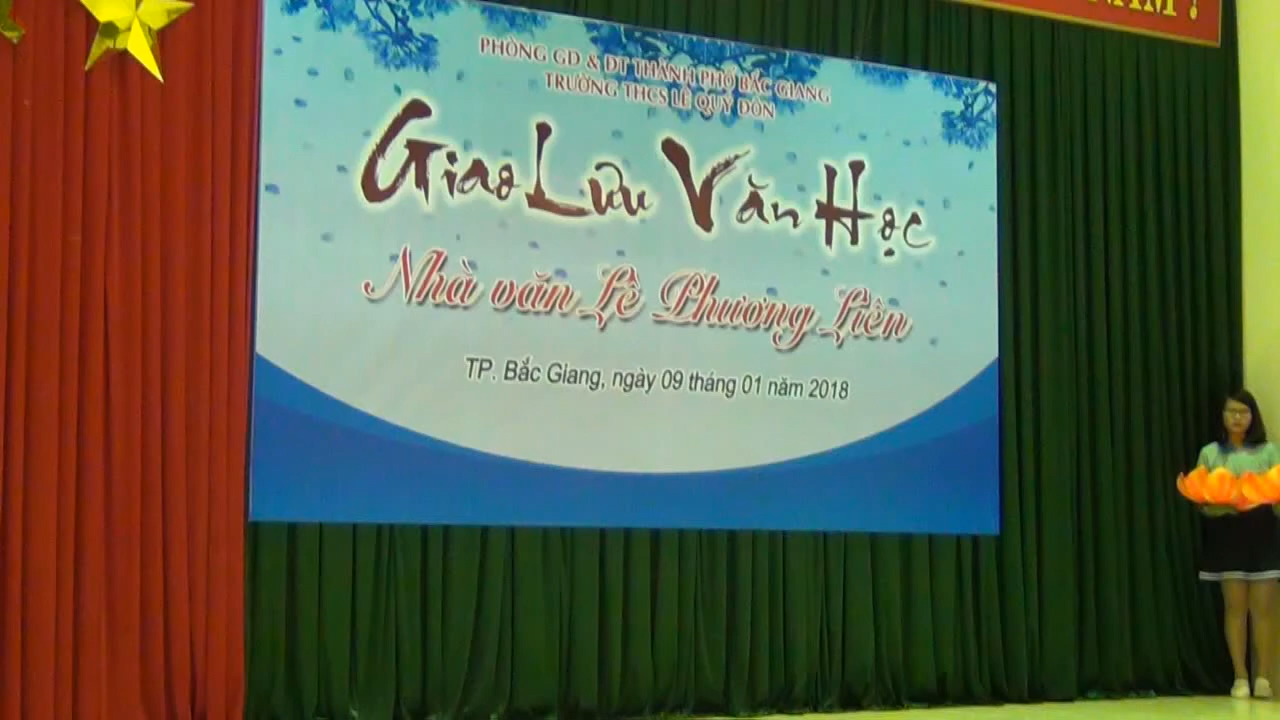 NAM !
PHÒNG GD & ĐT THÀNH PHỐ BẮC GIANG
TRƯỜNG THCS LÊ QUÝ ĐÔN
Giao Lưu Văn Học
Nhà văn Lê Phương Liên
TP. Bắc Giang, ngày 09 tháng 01 năm 2018